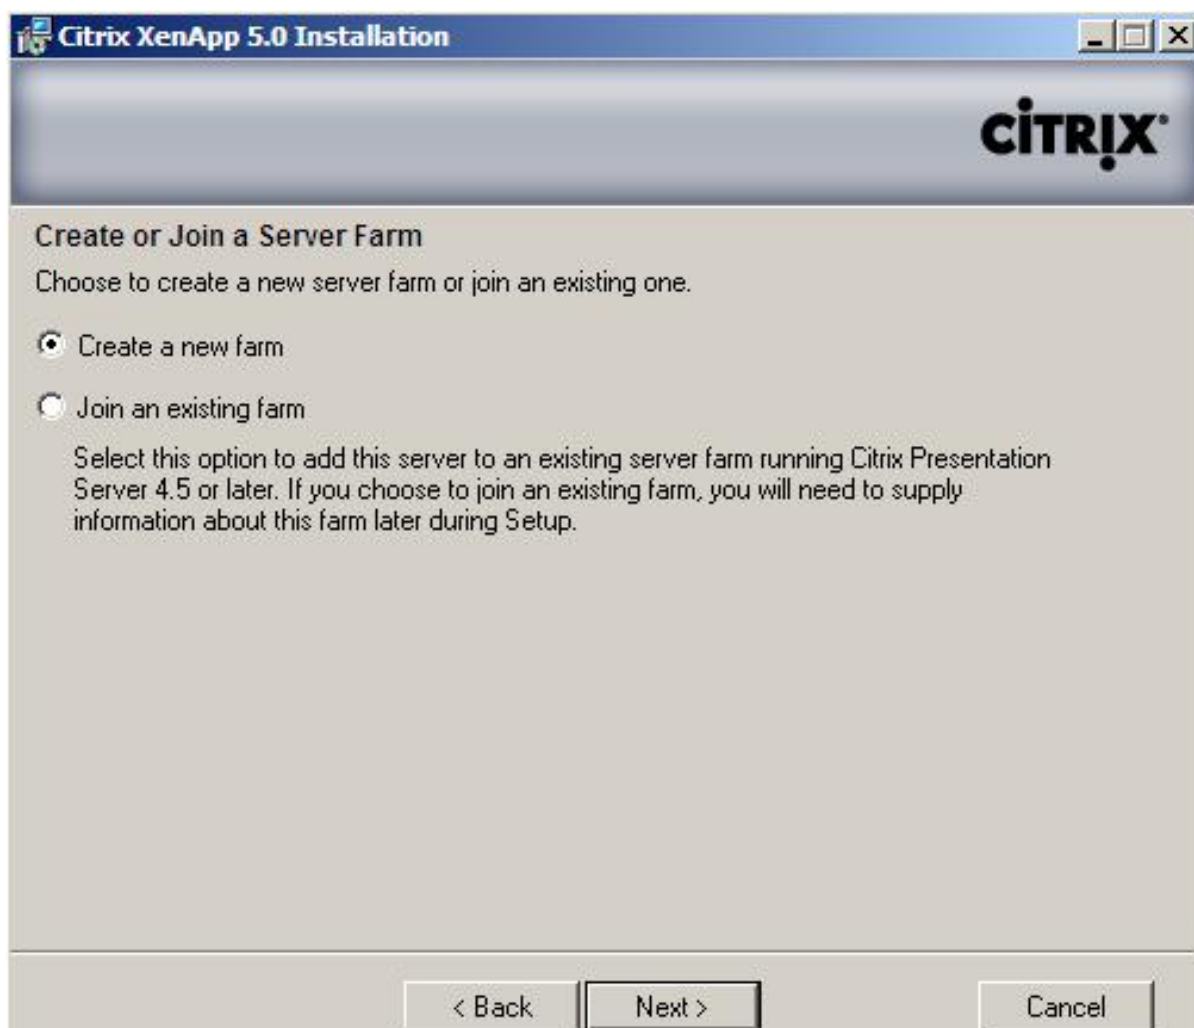 Citrix XenApp 5.0 Installation
CiTRIX®
Create or Join a Server Farm
Choose to create a new server farm or join an existing one.
Create a new farm
Join an existing farm
Select this option to add this server to an existing server farm running Citrix Presentation
Server 4.5 or later. If you choose to join an existing farm, you will need to supply
information about this farm later during Setup.
< Back Next > Cancel